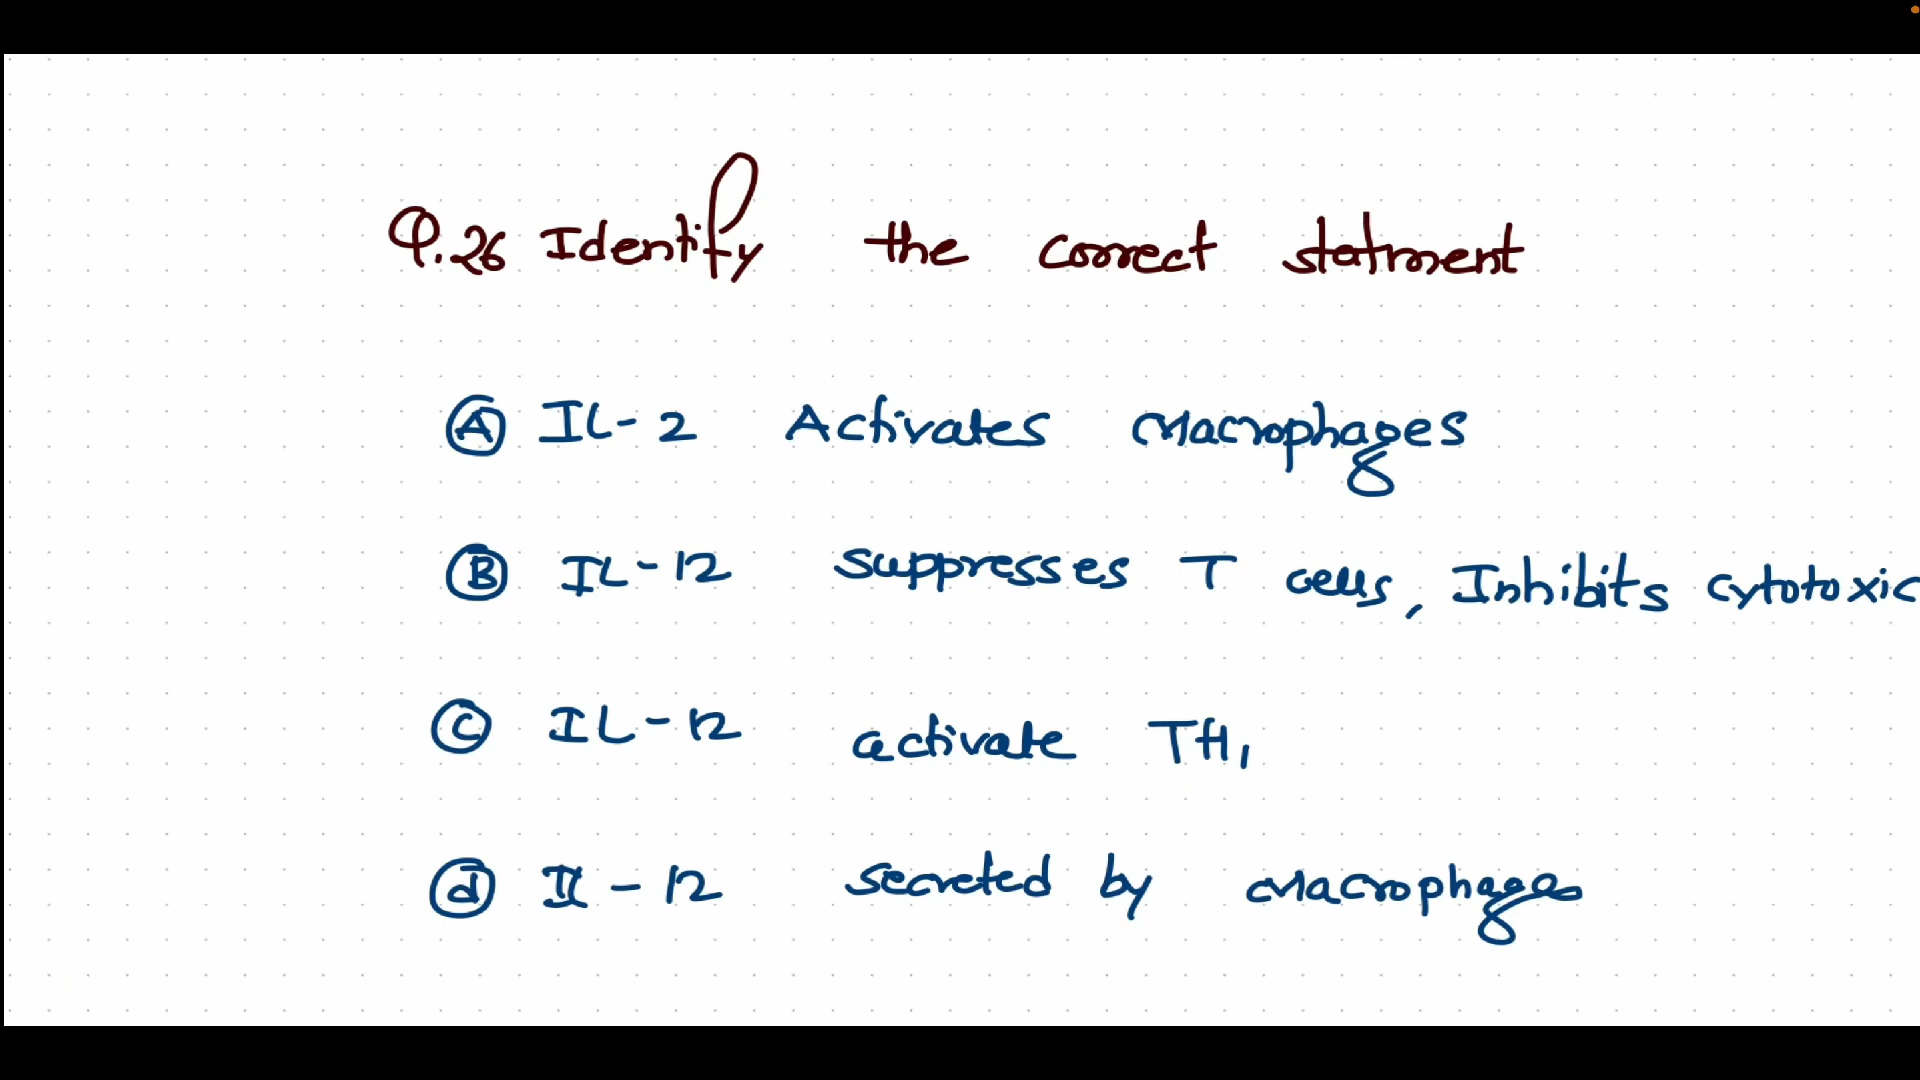 Q.26 Identify the correct statment
A IL-2 Activates Macrophages
B IL-12 suppresses T cells, Inhibits cytotoxic
C IL-12 activate TH1
d IL-12 secreted by Macrophages